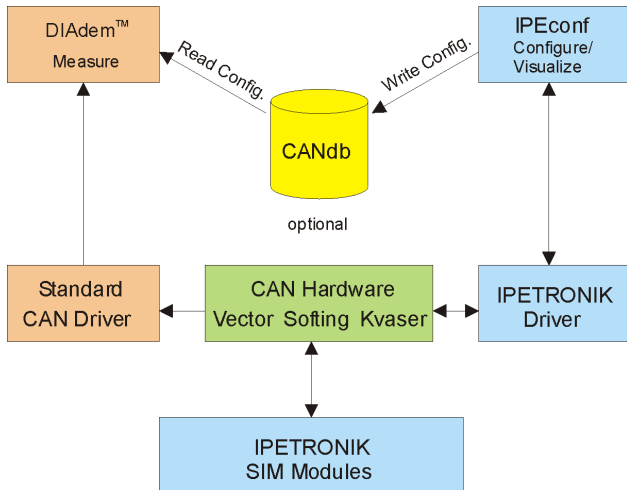 DIAdem™
Measure
Read Config.
Write Config.
IPEconf
Configure/
Visualize
CANdb
optional
Standard
CAN Driver
CAN Hardware
Vector Softing Kvaser
IPETRONIK
Driver
IPETRONIK
SIM Modules